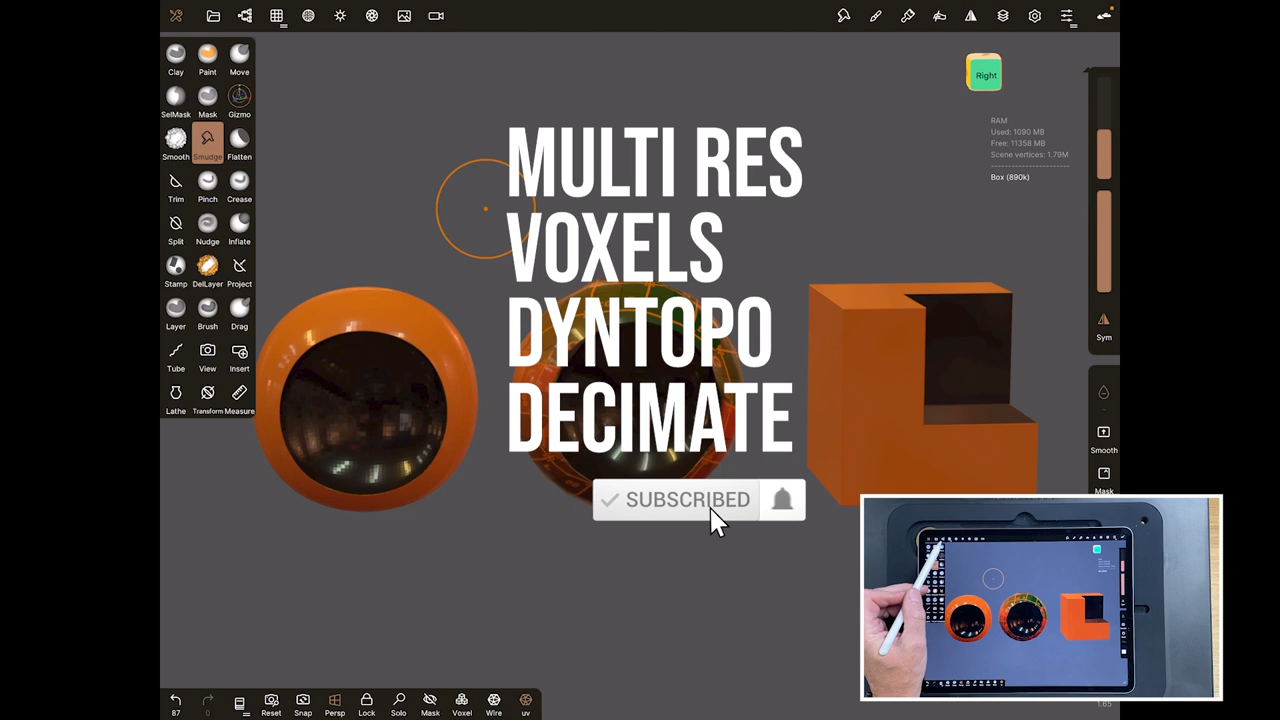 Right
RAM
Used: 1090 MB
Free: 11358 MB
Scene vertices: 1.79M
Box (890k)
Clay Paint Move
SelMask Mask Gizmo
Smooth Smudge Flatten
Trim Pinch Crease
Split Nudge Inflate
Stamp DelLayer Project
Layer Brush Drag
Tube View Insert
Lathe Transform Measure
MULTI RES
VOXELS
DYNTOPO
DECIMATE
SUBSCRIBED
Sym
Smooth
Mask
87 0 Reset Snap Persp Lock Solo Mask Voxel Wire uv
1.65